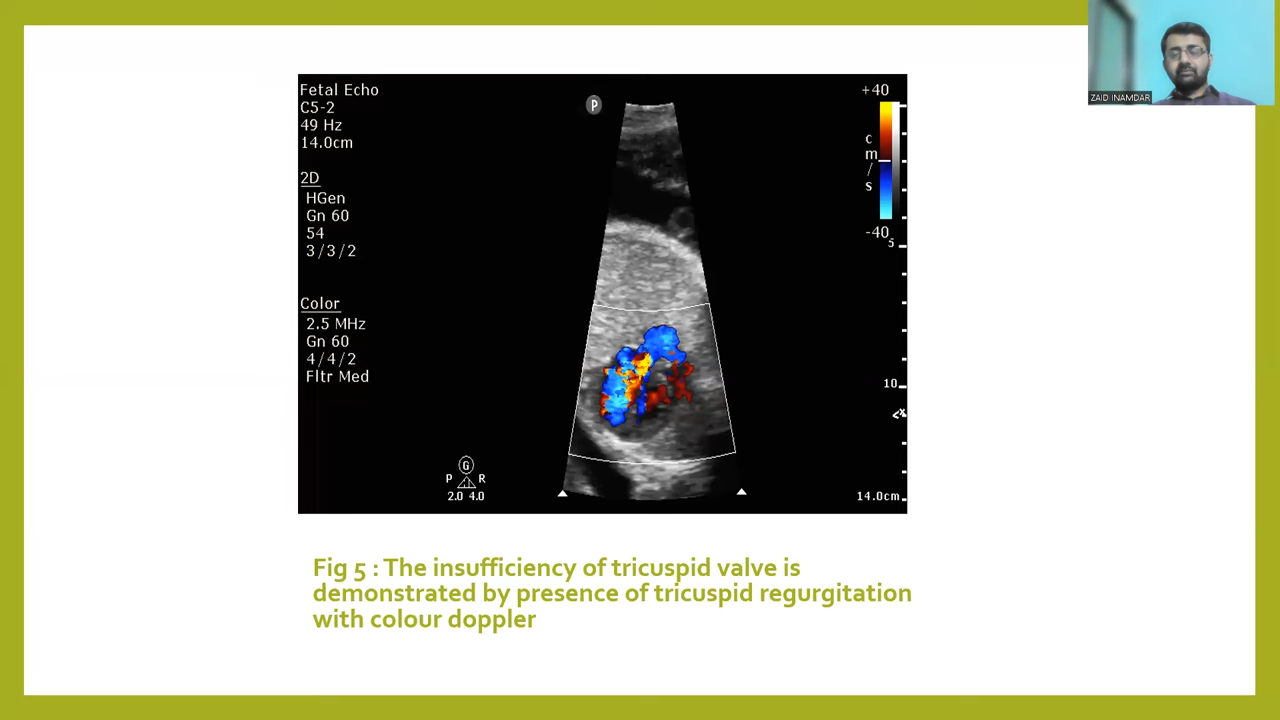 Fetal Echo
C5-2
49 Hz
14.0cm
2D
HGen
Gn 60
54
3/3/2
Color
2.5 MHz
Gn 60
4/4/2
Fltr Med
P
G
P R
2.0 4.0
+40
c
m
/
s
-40
5
10
14.0cm
ZAID INAMDAR
Fig 5 : The insufficiency of tricuspid valve is
demonstrated by presence of tricuspid regurgitation
with colour doppler